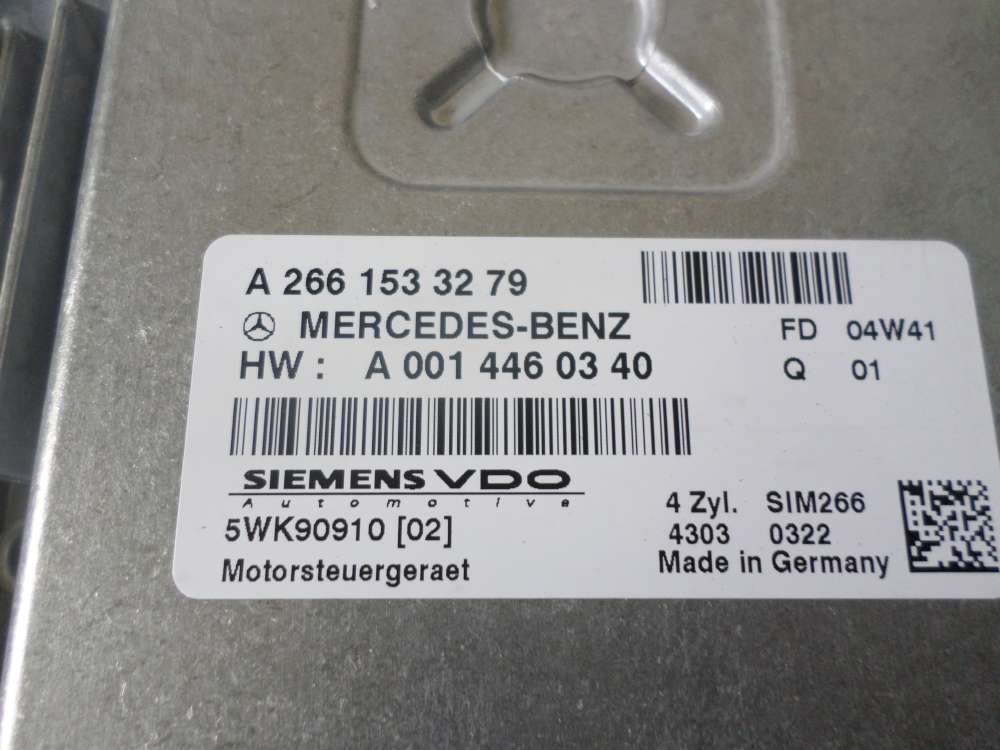 A 266 153 32 79
MERCEDES-BENZ
FD 04W41
HW : A 001 446 03 40
Q 01
SIEMENS VDO
Automotive
4 Zyl. SIM266
5WK90910 [02]
4303 0322
Motorsteuergeraet
Made in Germany